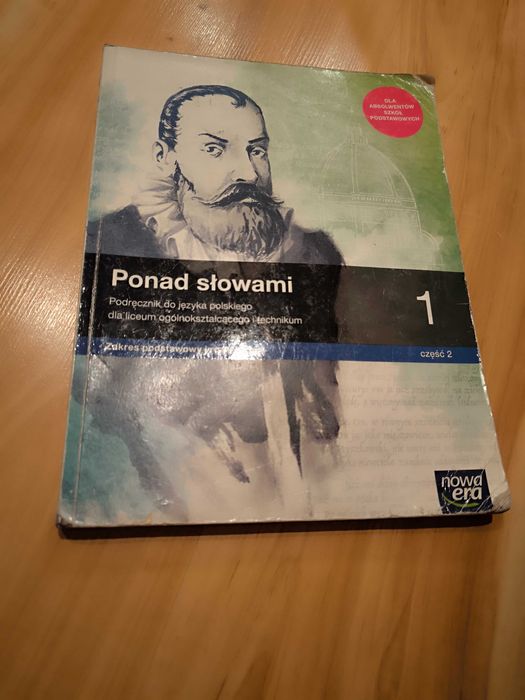 DLA
ABSOLWENTÓW
SZKÓŁ
PODSTAWOWYCH
Ponad słowami
Podręcznik do języka polskiego
dla liceum ogólnokształcącego i technikum
1
Zakres podstawowy
część 2
nowa
era